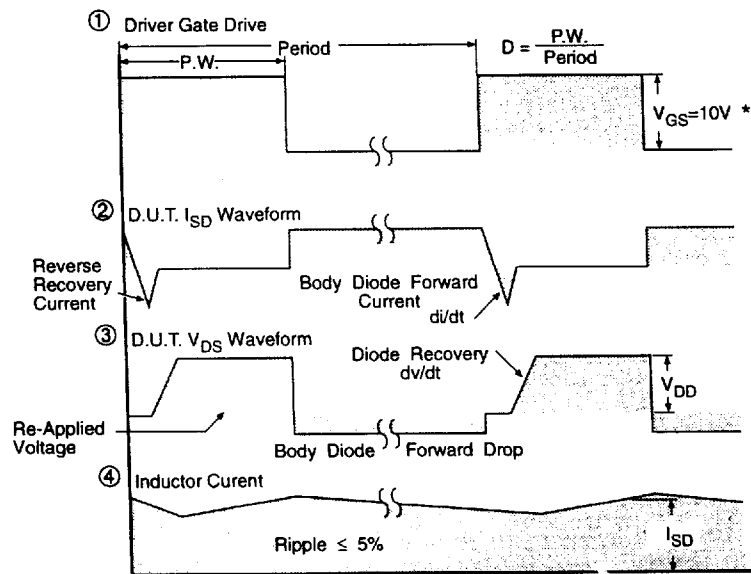 ① Driver Gate Drive
Period
P.W.
D = P.W. / Period
V_GS=10V *
② D.U.T. I_SD Waveform
Reverse
Recovery
Current
Body Diode Forward
Current
di/dt
③ D.U.T. V_DS Waveform
Diode Recovery
dv/dt
V_DD
Re-Applied
Voltage
Body Diode Forward Drop
④ Inductor Curent
Ripple ≤ 5%
I_SD